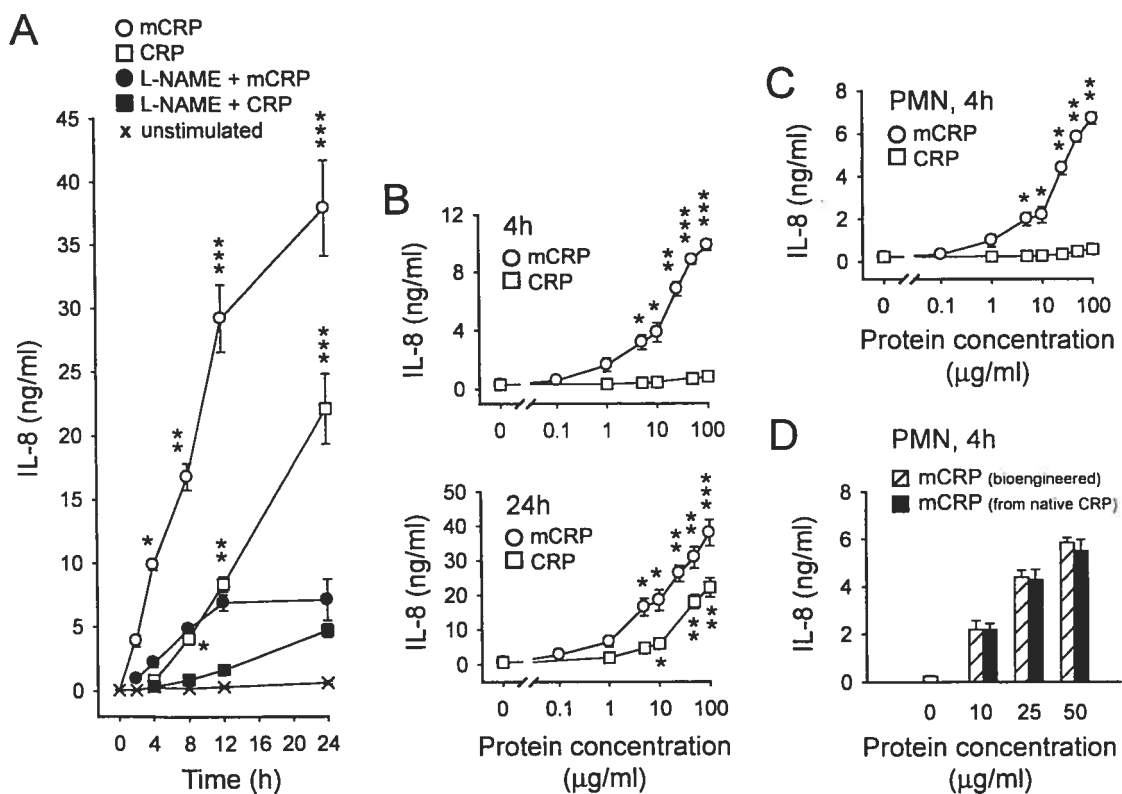 A
mCRP
CRP
L-NAME + mCRP
L-NAME + CRP
x unstimulated
45
40
35
30
25
20
15
10
5
0
IL-8 (ng/ml)
***
***
***
***
**
**
*
*
0 4 8 12 16 20 24
Time (h)
B
4h
mCRP
CRP
12
8
4
0
IL-8 (ng/ml)
* * ** *** ***
0 0.1 1 10 100
24h
mCRP
CRP
50
40
30
20
10
0
IL-8 (ng/ml)
* * ** ** ***
* ** **
0 0.1 1 10 100
Protein concentration
(µg/ml)
C
PMN, 4h
mCRP
CRP
8
6
4
2
0
IL-8 (ng/ml)
* * ** ** **
0 0.1 1 10 100
Protein concentration
(µg/ml)
D
PMN, 4h
mCRP (bioengineered)
mCRP (from native CRP)
8
6
4
2
0
IL-8 (ng/ml)
0 10 25 50
Protein concentration
(µg/ml)